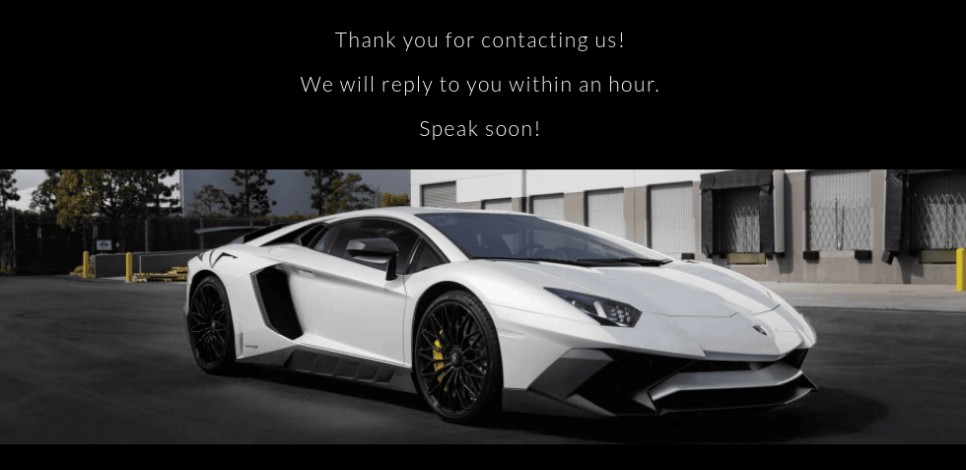 Thank you for contacting us!
We will reply to you within an hour.
Speak soon!